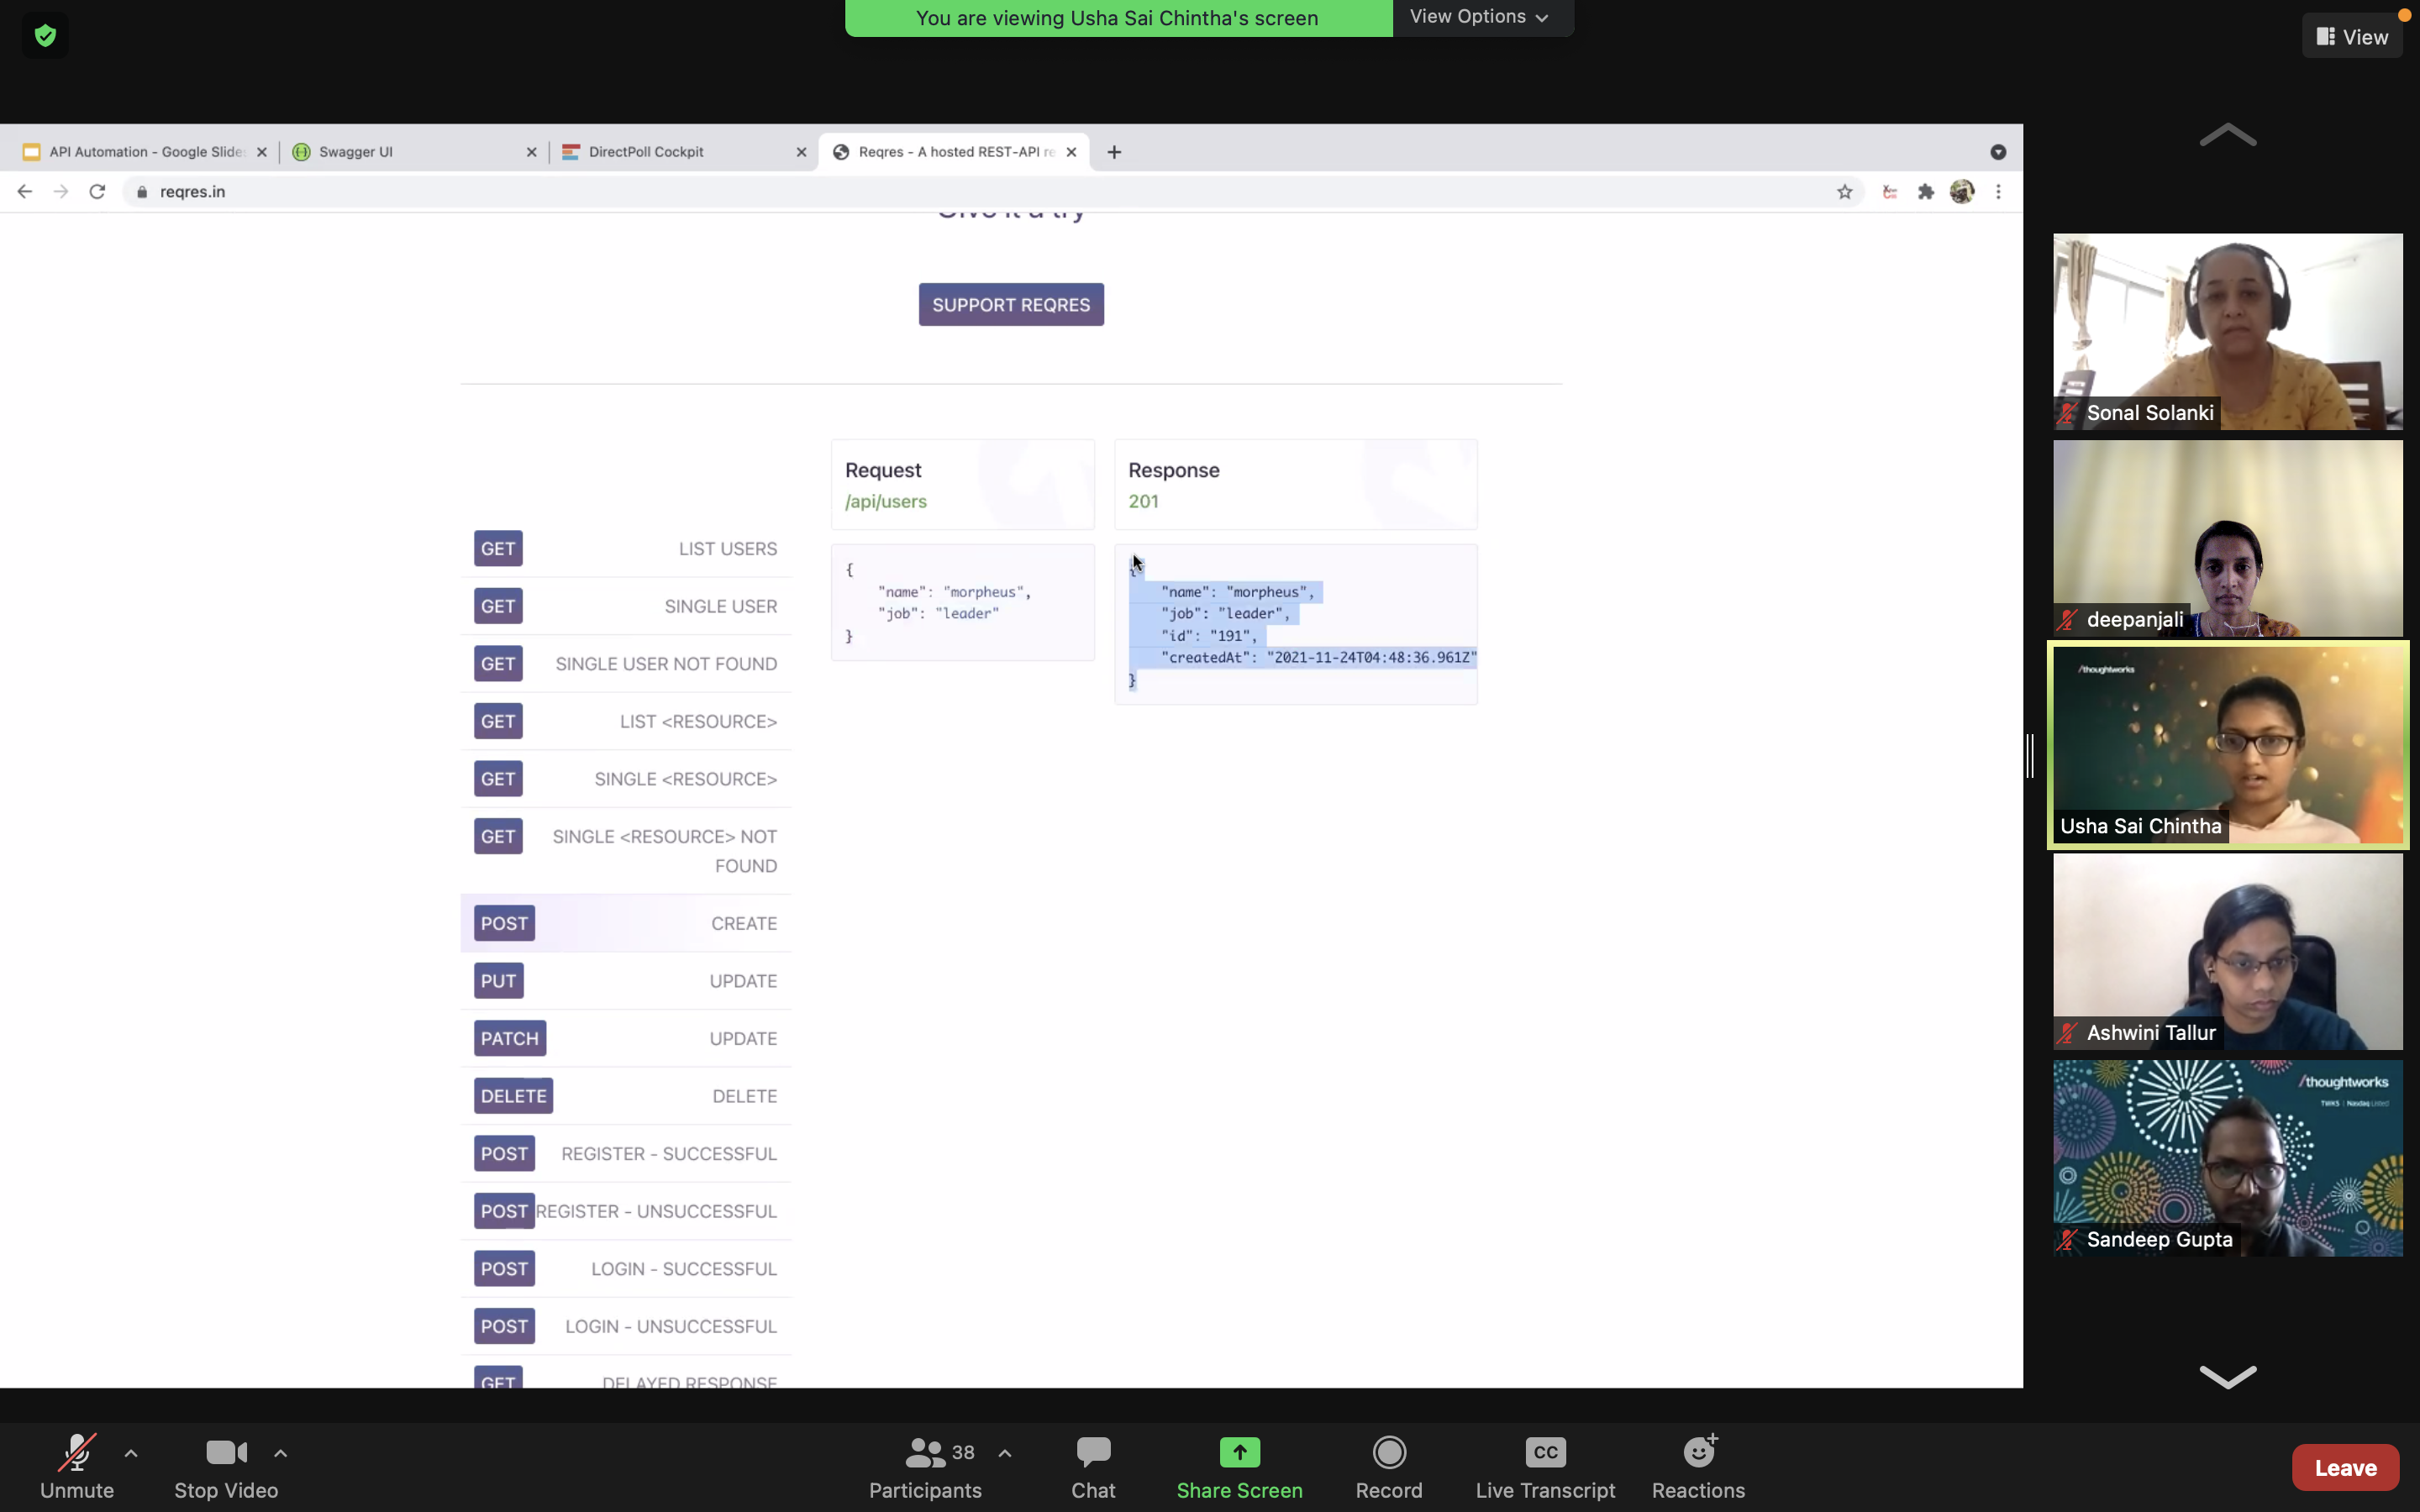 You are viewing Usha Sai Chintha's screen
View Options
View
API Automation - Google Slide
Swagger UI
DirectPoll Cockpit
Reqres - A hosted REST-API re
reqres.in
Give it a try
SUPPORT REQRES
Request
/api/users
Response
201
{
"name": "morpheus",
"job": "leader"
}
{
"name": "morpheus",
"job": "leader",
"id": "191",
"createdAt": "2021-11-24T04:48:36.961Z"
}
GET LIST USERS
GET SINGLE USER
GET SINGLE USER NOT FOUND
GET LIST <RESOURCE>
GET SINGLE <RESOURCE>
GET SINGLE <RESOURCE> NOT
FOUND
POST CREATE
PUT UPDATE
PATCH UPDATE
DELETE DELETE
POST REGISTER - SUCCESSFUL
POST REGISTER - UNSUCCESSFUL
POST LOGIN - SUCCESSFUL
POST LOGIN - UNSUCCESSFUL
GET DELAYED RESPONSE
Sonal Solanki
deepanjali
/thoughtworks
Usha Sai Chintha
Ashwini Tallur
/thoughtworks
TWKS | Nasdaq Listed
Sandeep Gupta
Unmute
Stop Video
38
Participants
Chat
Share Screen
Record
CC
Live Transcript
Reactions
Leave